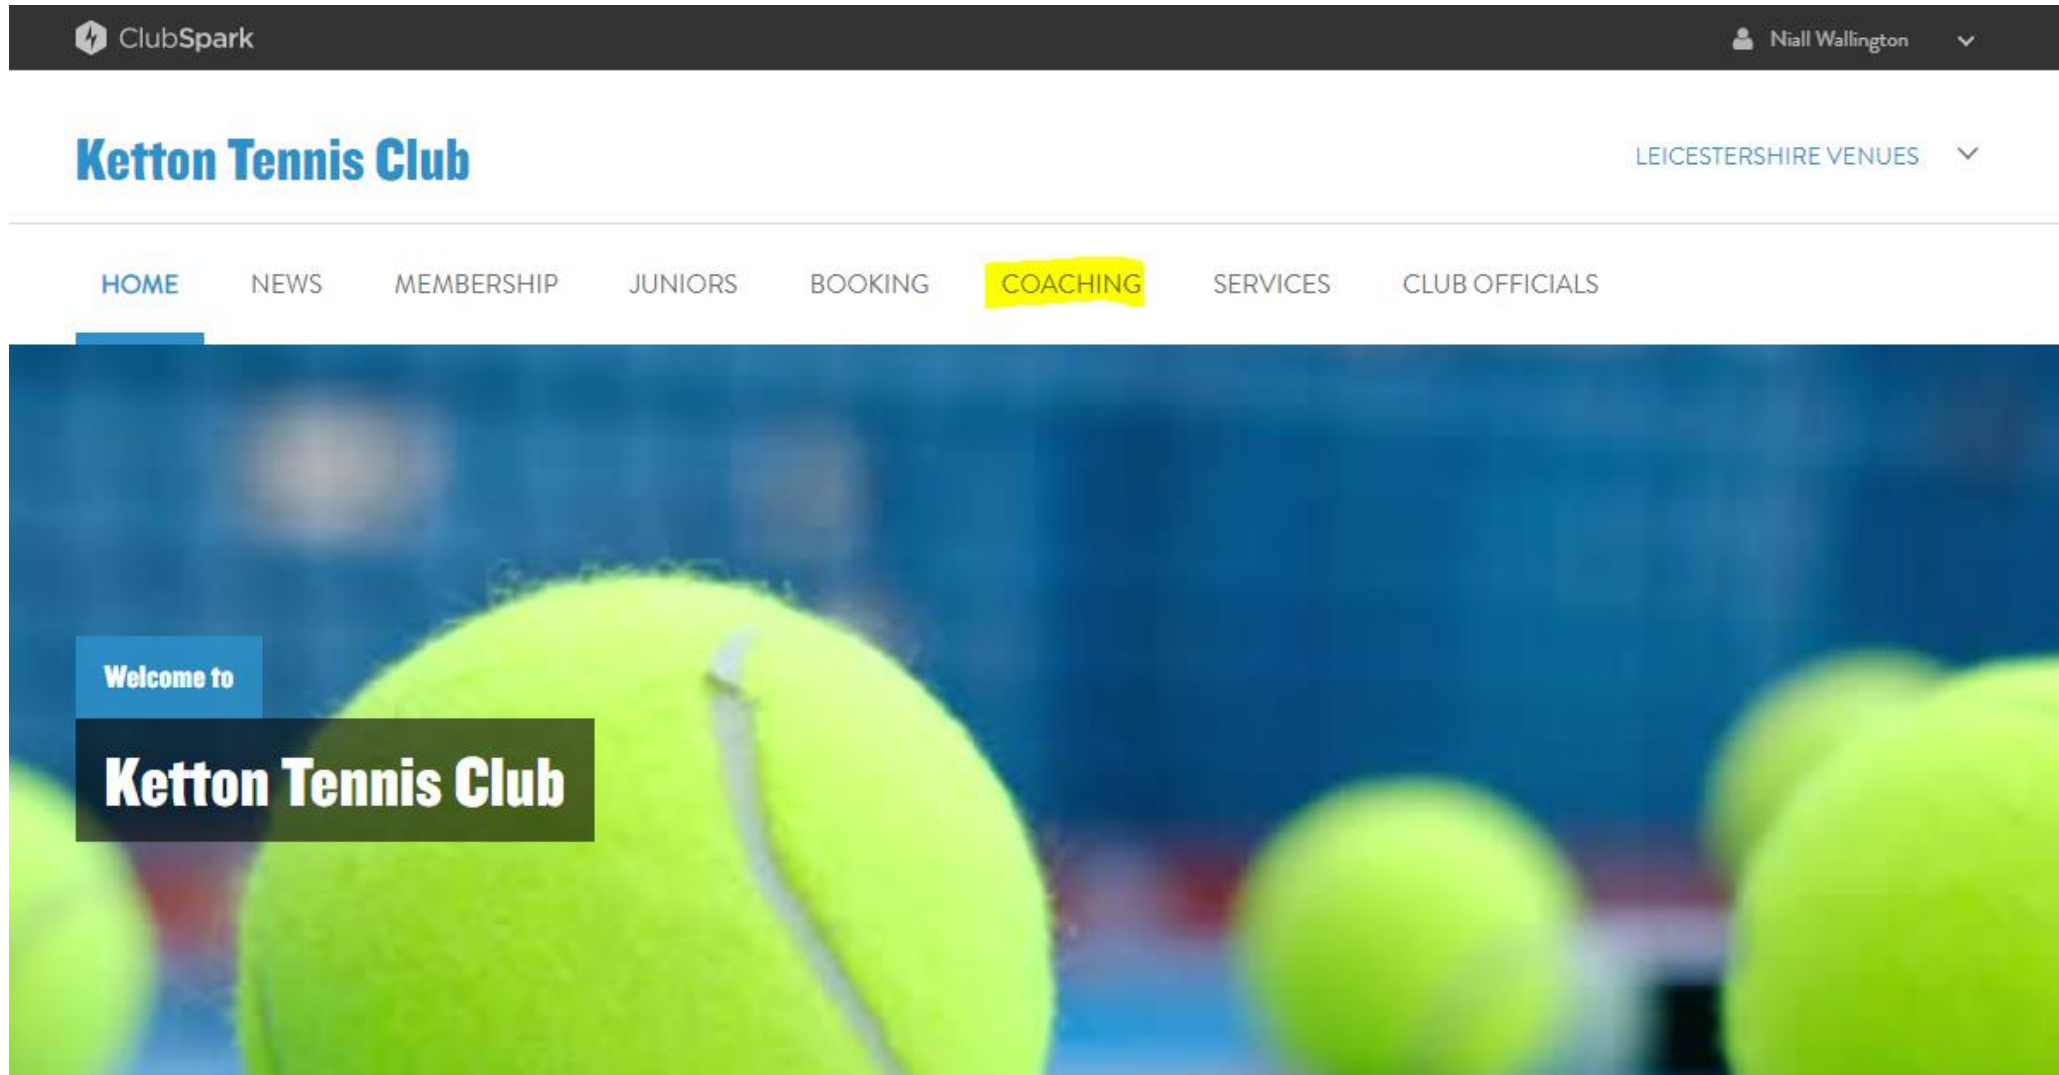 ClubSpark
Niall Wallington
Ketton Tennis Club
LEICESTERSHIRE VENUES
HOME NEWS MEMBERSHIP JUNIORS BOOKING COACHING SERVICES CLUB OFFICIALS
Welcome to
Ketton Tennis Club